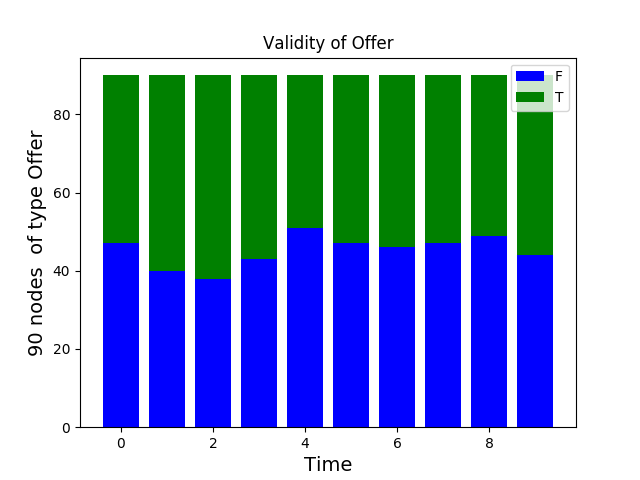 Validity of Offer
F
T
90 nodes  of type Offer
80
60
40
20
0
0 2 4 6 8
Time